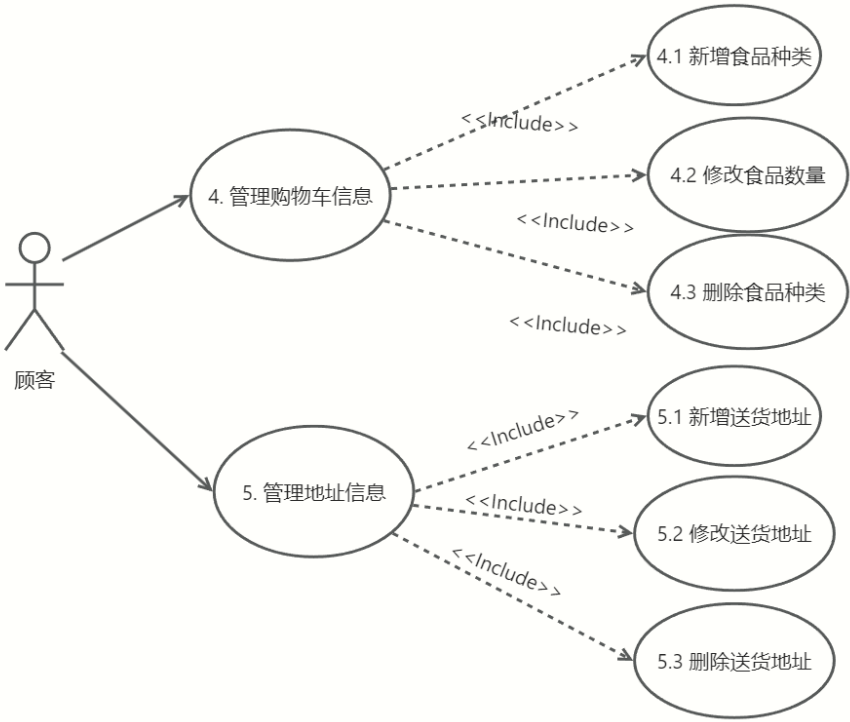 4.1 新增食品种类
<<Include>>
4. 管理购物车信息
4.2 修改食品数量
<<Include>>
4.3 删除食品种类
<<Include>>
顾客
5.1 新增送货地址
<<Include>>
5. 管理地址信息
<<Include>>
5.2 修改送货地址
<<Include>>
5.3 删除送货地址